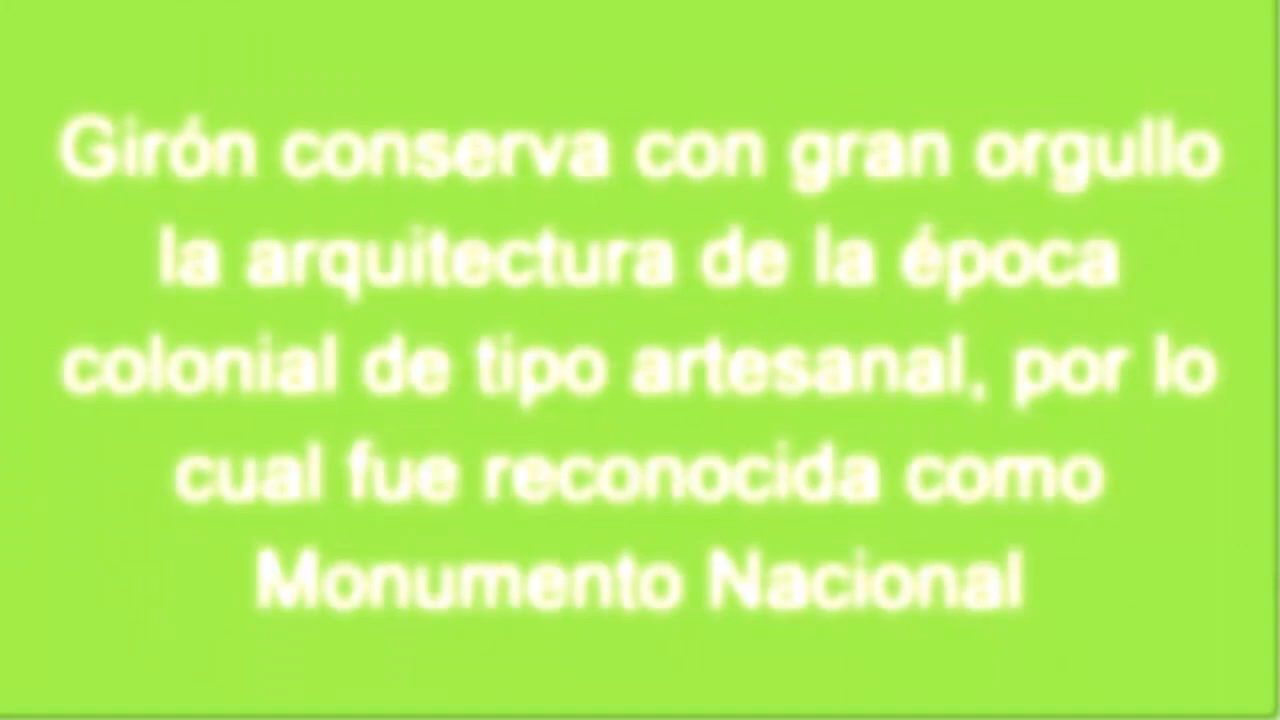 Girón conserva con gran orgullo
la arquitectura de la época
colonial de tipo artesanal, por lo
cual fue reconocida como
Monumento Nacional